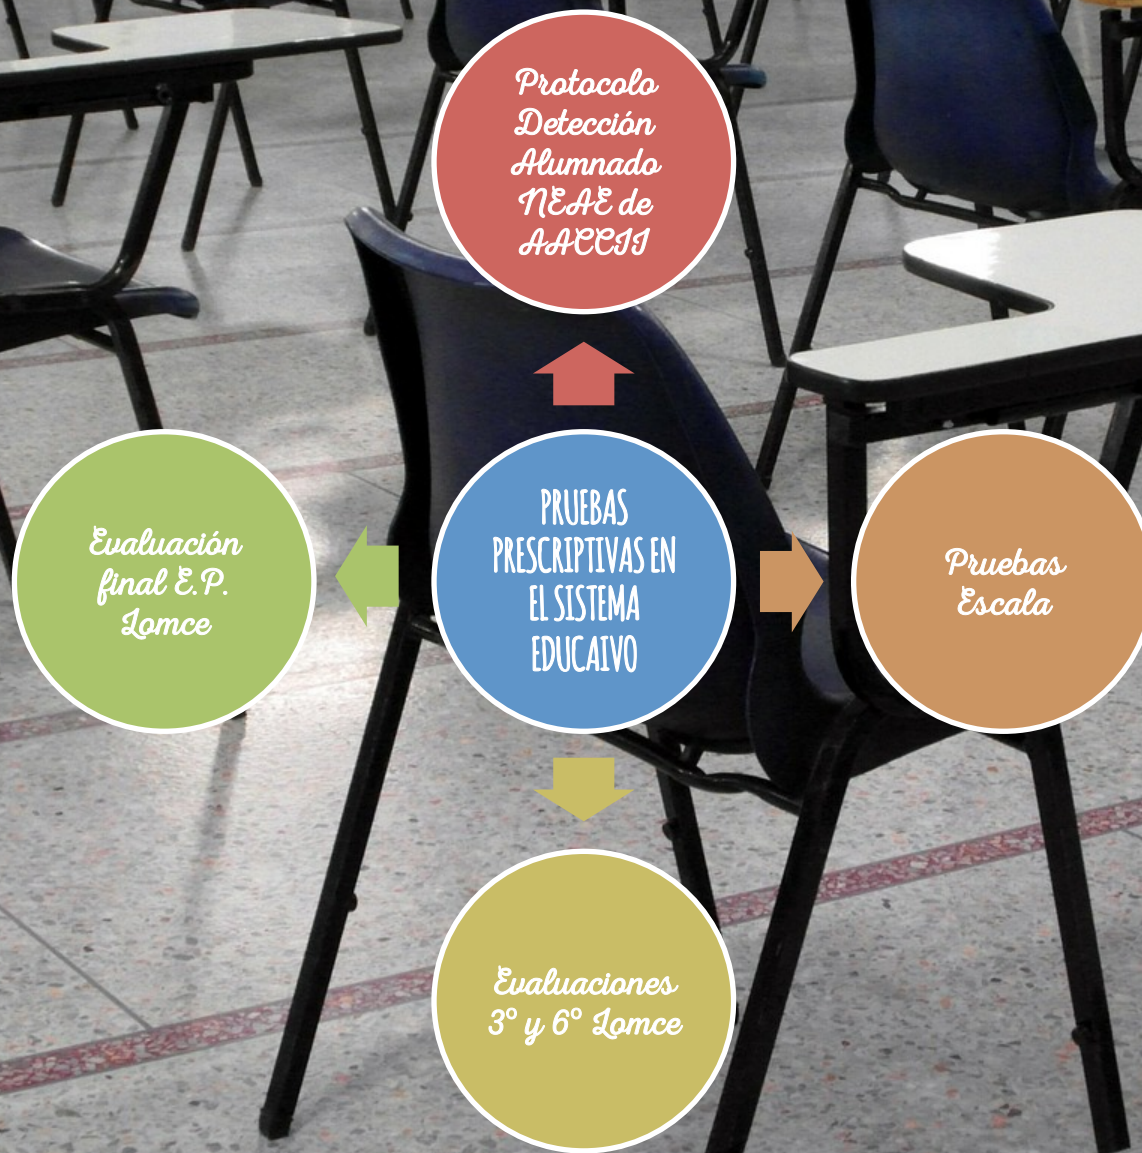 Protocolo
Detección
Alumnado
NEAE de
AACCII
PRUEBAS
PRESCRIPTIVAS EN
EL SISTEMA
EDUCAIVO
Evaluación
final E.P.
Lomce
Pruebas
Escala
Evaluaciones
3º y 6º Lomce